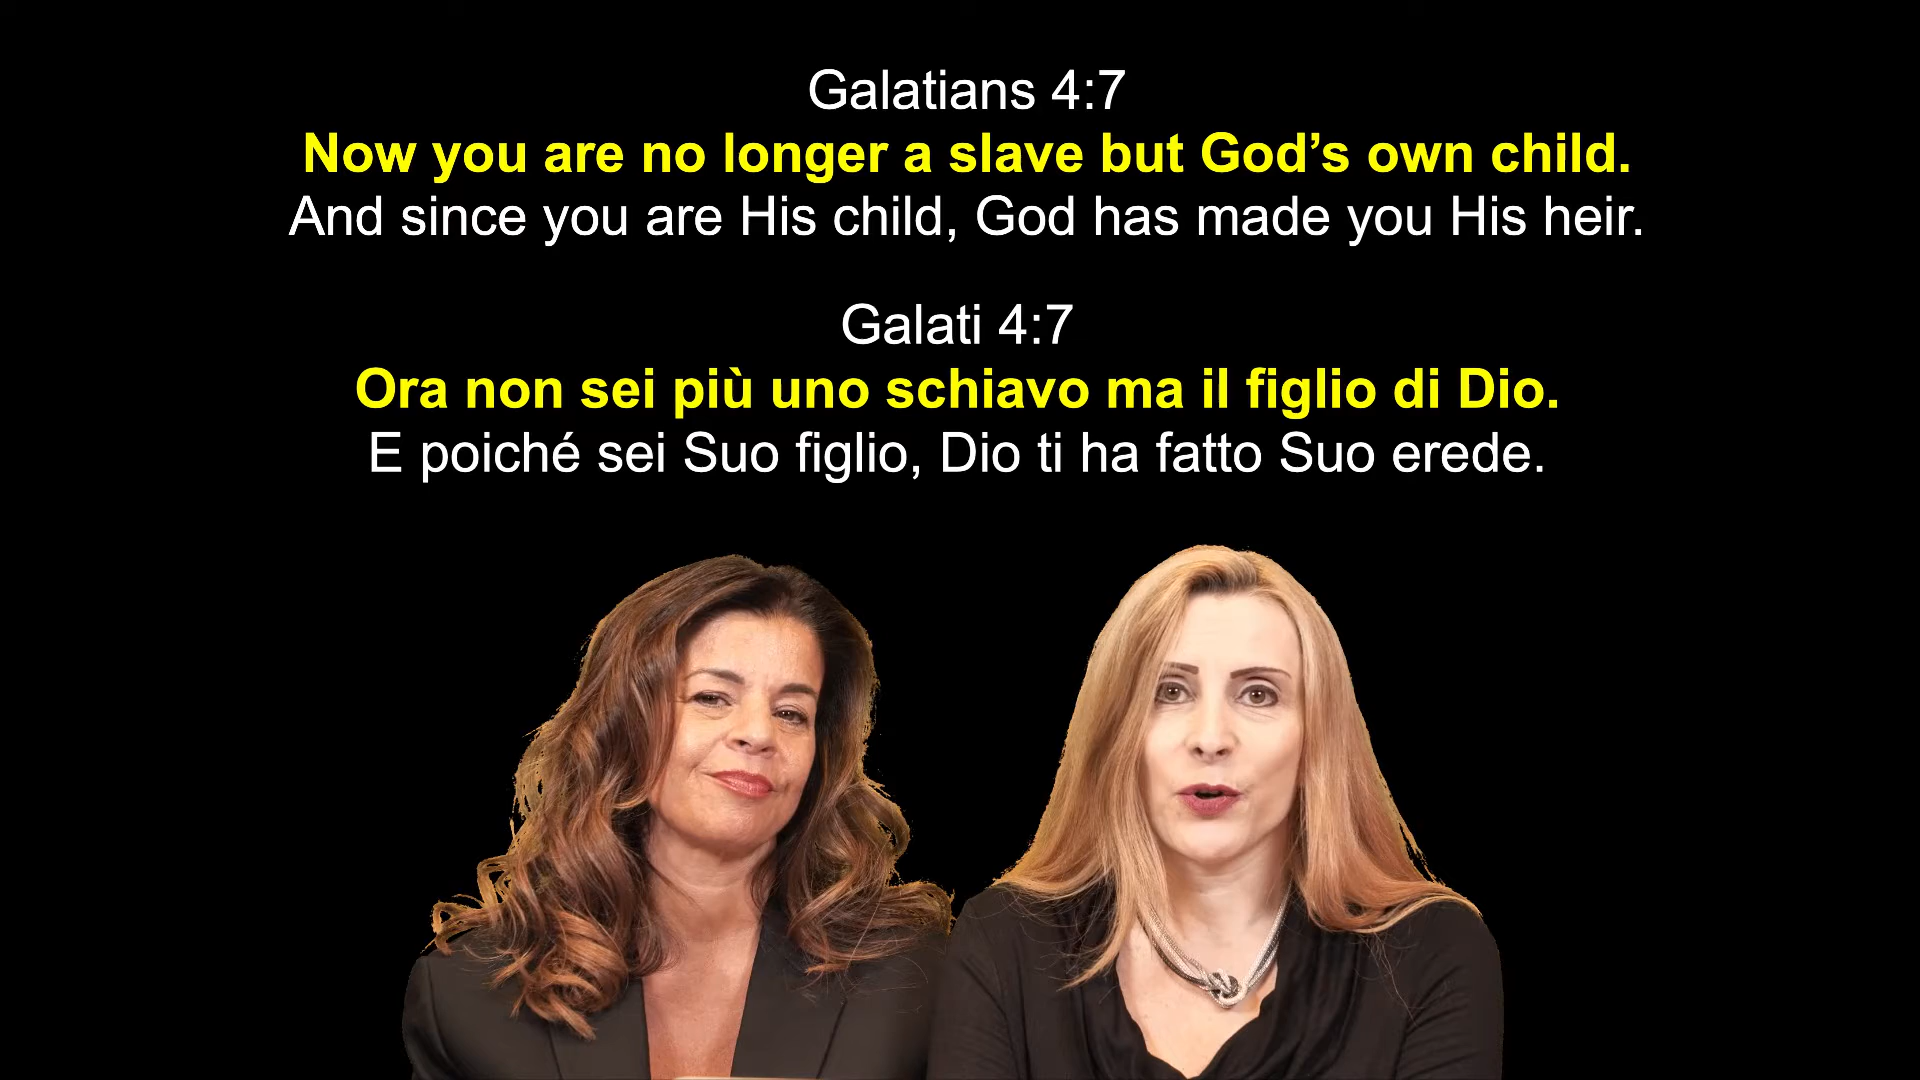 Galatians 4:7
Now you are no longer a slave but God’s own child.
And since you are His child, God has made you His heir.
Galati 4:7
Ora non sei più uno schiavo ma il figlio di Dio.
E poiché sei Suo figlio, Dio ti ha fatto Suo erede.